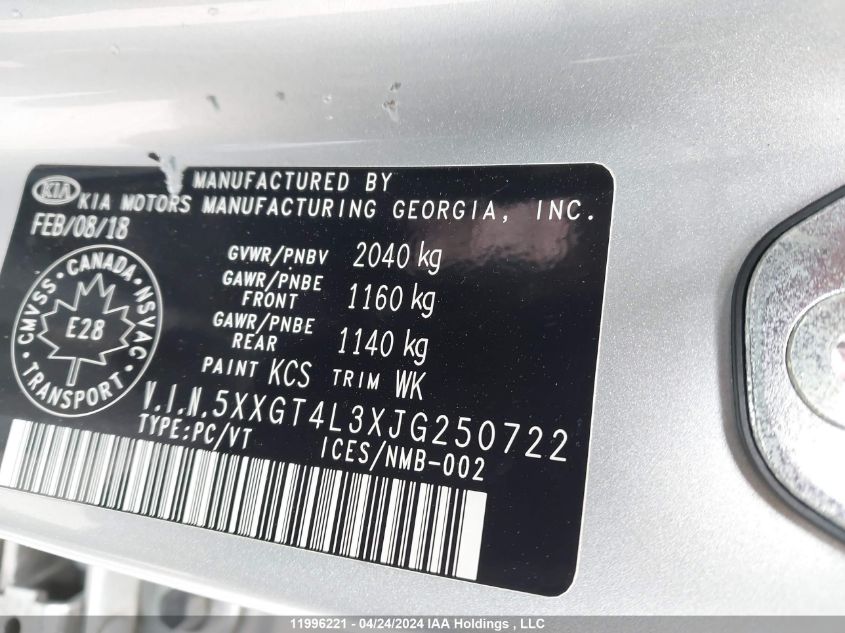 KIA
MANUFACTURED BY
KIA MOTORS MANUFACTURING GEORGIA, INC.
FEB/08/18
GVWR/PNBV 2040 kg
GAWR/PNBE FRONT 1160 kg
GAWR/PNBE REAR 1140 kg
PAINT KCS TRIM WK
CANADA
CMVSS · NSVAC
E28
TRANSPORT
V.I.N.5XXGT4L3XJG250722
TYPE:PC/VT ICES/NMB-002
11996221 - 04/24/2024 IAA Holdings , LLC